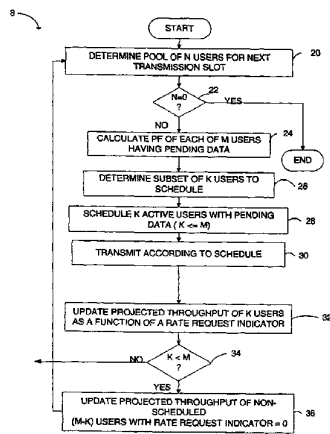 8
START
DETERMINE POOL OF N USERS FOR NEXT
TRANSMISSION SLOT
20
N=0
?
22
YES
NO
24
CALCULATE PF OF EACH OF M USERS
HAVING PENDING DATA
END
DETERMINE SUBSET OF K USERS TO
SCHEDULE
26
SCHEDULE K ACTIVE USERS WITH PENDING
DATA ( K <= M)
28
TRANSMIT ACCORDING TO SCHEDULE
30
UPDATE PROJECTED THROUGHPUT OF K USERS
AS A FUNCTION OF A RATE REQUEST INDICATOR
32
NO
K < M
?
34
YES
UPDATE PROJECTED THROUGHPUT OF NON-
SCHEDULED
(M-K) USERS WITH RATE REQUEST INDICATOR = 0
36